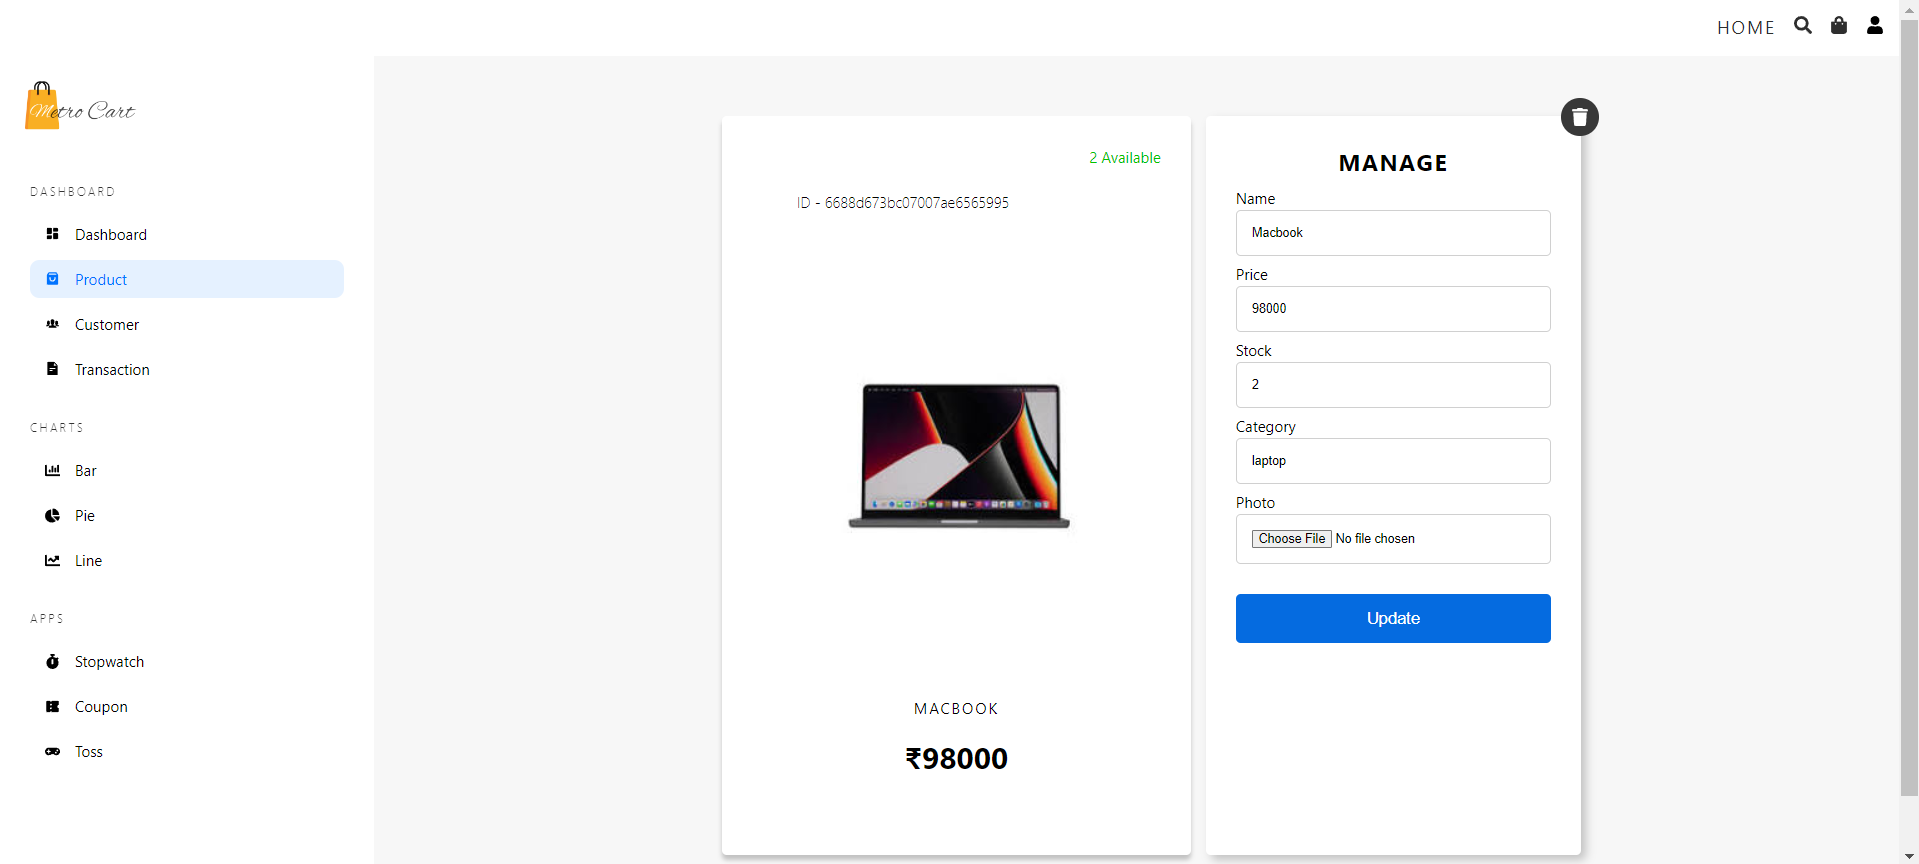 HOME
Metro Cart
DASHBOARD
Dashboard
Product
Customer
Transaction
CHARTS
Bar
Pie
Line
APPS
Stopwatch
Coupon
Toss
2 Available
ID - 6688d673bc07007ae6565995
MACBOOK
₹98000
MANAGE
Name
Macbook
Price
98000
Stock
2
Category
laptop
Photo
Choose File No file chosen
Update